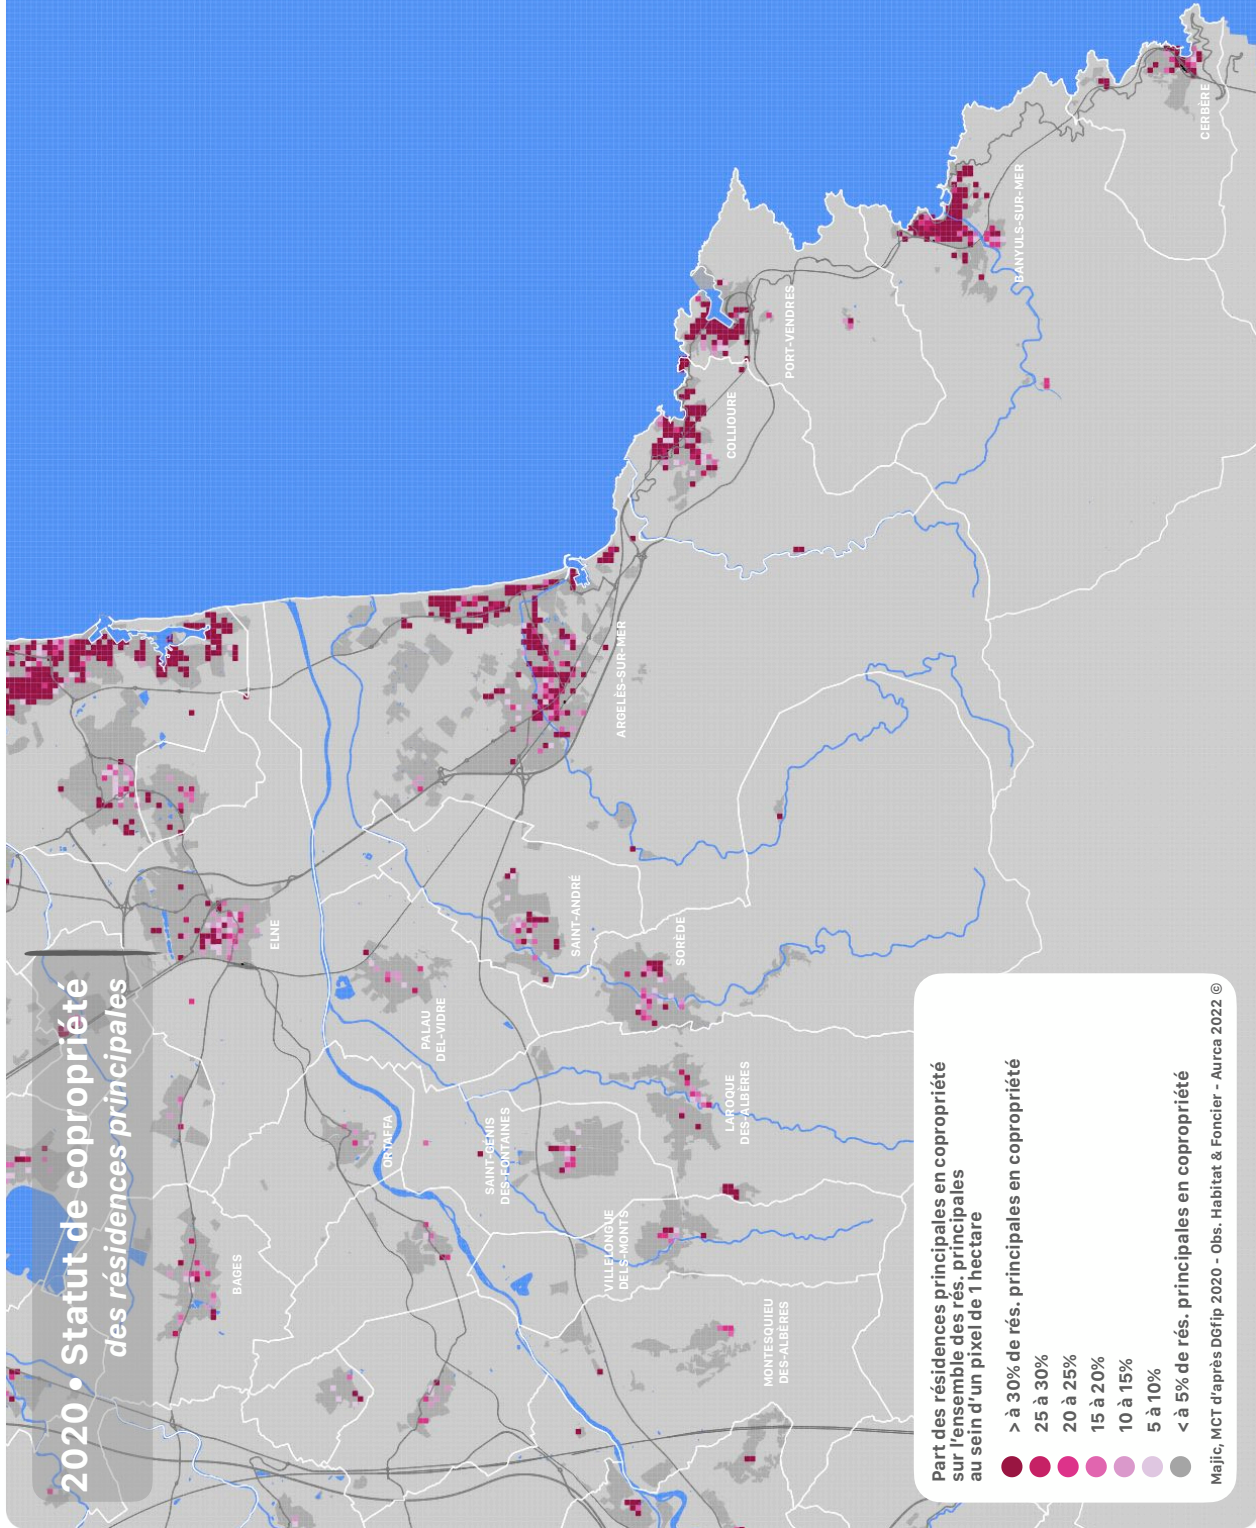 2020 • Statut de copropriété
des résidences principales
BAGES
ELNE
ORTAFFA
PALAU
DEL-VIDRE
SAINT-GÉNIS
DES-FONTAINES
SAINT-ANDRÉ
ARGELÈS-SUR-MER
VILLELONGUE
DELS-MONTS
SORÈDE
LAROQUE
DES-ALBÈRES
COLLIOURE
MONTESQUIEU
DES-ALBÈRES
PORT-VENDRES
BANYULS-SUR-MER
CERBÈRE
Part des résidences principales en copropriété
sur l'ensemble des rés. principales
au sein d'un pixel de 1 hectare
> à 30% de rés. principales en copropriété
25 à 30%
20 à 25%
15 à 20%
10 à 15%
5 à 10%
< à 5% de rés. principales en copropriété
Majic, MCT d'après DGfip 2020 - Obs. Habitat & Foncier - Aurca 2022 ©